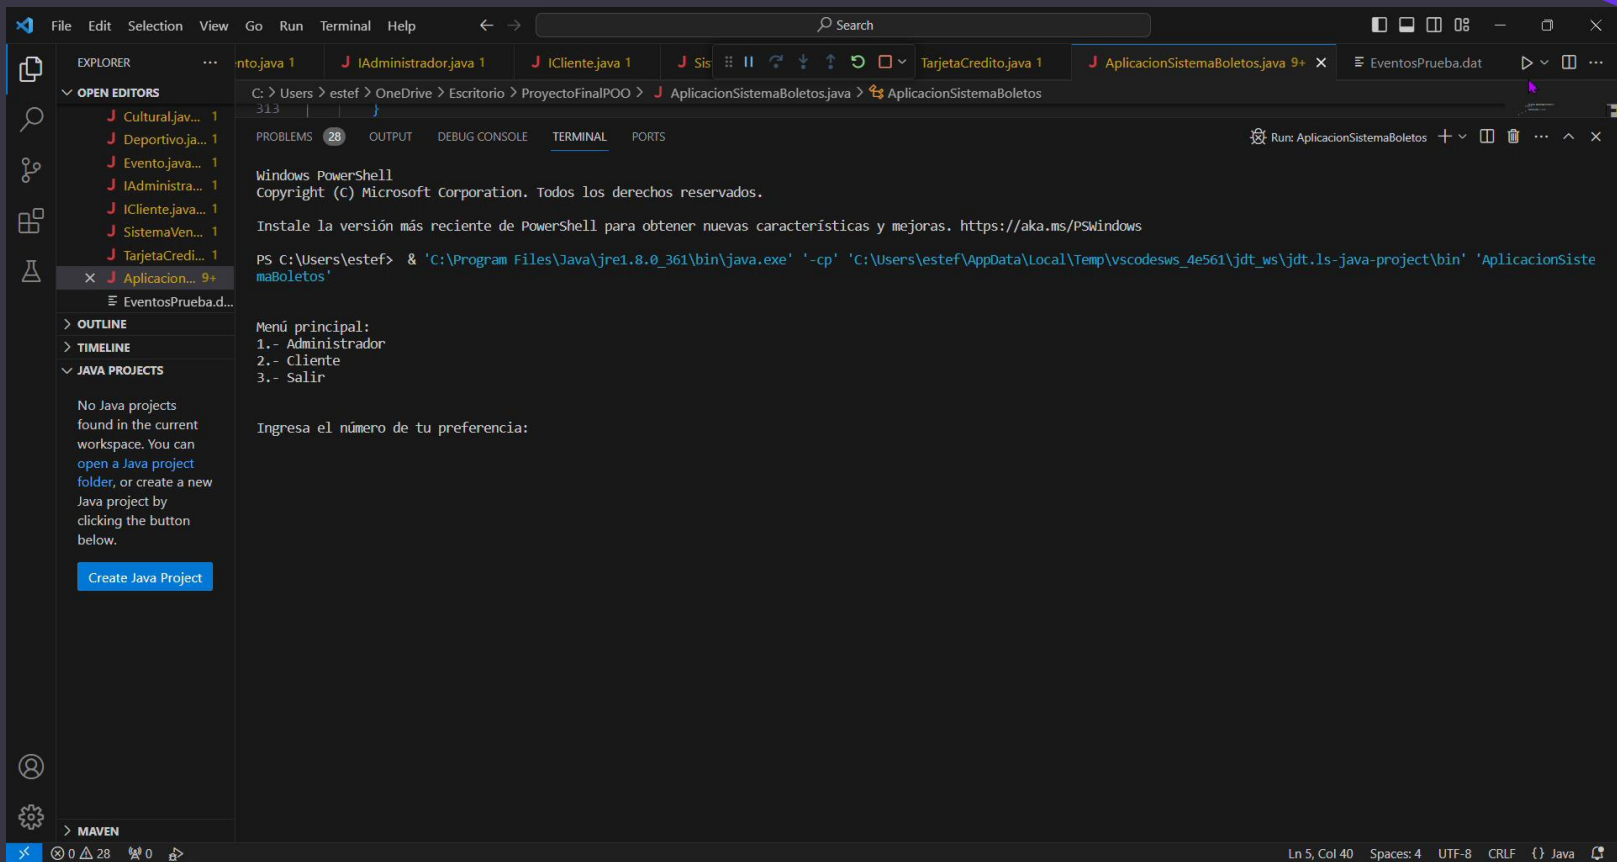 File Edit Selection View Go Run Terminal Help
Search
EXPLORER
nto.java 1
IAdministrador.java 1
ICliente.java 1
Sis
TarjetaCredito.java 1
AplicacionSistemaBoletos.java 9+
EventosPrueba.dat
OPEN EDITORS
C: > Users > estef > OneDrive > Escritorio > ProyectoFinalPOO > AplicacionSistemaBoletos.java > AplicacionSistemaBoletos
313 }
Cultural.jav... 1
Deportivo.ja... 1
Evento.java... 1
IAdministra... 1
ICliente.java... 1
SistemaVen... 1
TarjetaCredi... 1
Aplicacion... 9+
EventosPrueba.d...
OUTLINE
TIMELINE
JAVA PROJECTS
No Java projects
found in the current
workspace. You can
open a Java project
folder, or create a new
Java project by
clicking the button
below.
Create Java Project
MAVEN
PROBLEMS 28 OUTPUT DEBUG CONSOLE TERMINAL PORTS
Run: AplicacionSistemaBoletos
Windows PowerShell
Copyright (C) Microsoft Corporation. Todos los derechos reservados.
Instale la versión más reciente de PowerShell para obtener nuevas características y mejoras. https://aka.ms/PSWindows
PS C:\Users\estef> & 'C:\Program Files\Java\jre1.8.0_361\bin\java.exe' '-cp' 'C:\Users\estef\AppData\Local\Temp\vscodesws_4e561\jdt_ws\jdt.ls-java-project\bin' 'AplicacionSiste
maBoletos'
Menú principal:
1.- Administrador
2.- Cliente
3.- Salir
Ingresa el número de tu preferencia:
0 28 0
Ln 5, Col 40 Spaces: 4 UTF-8 CRLF {} Java